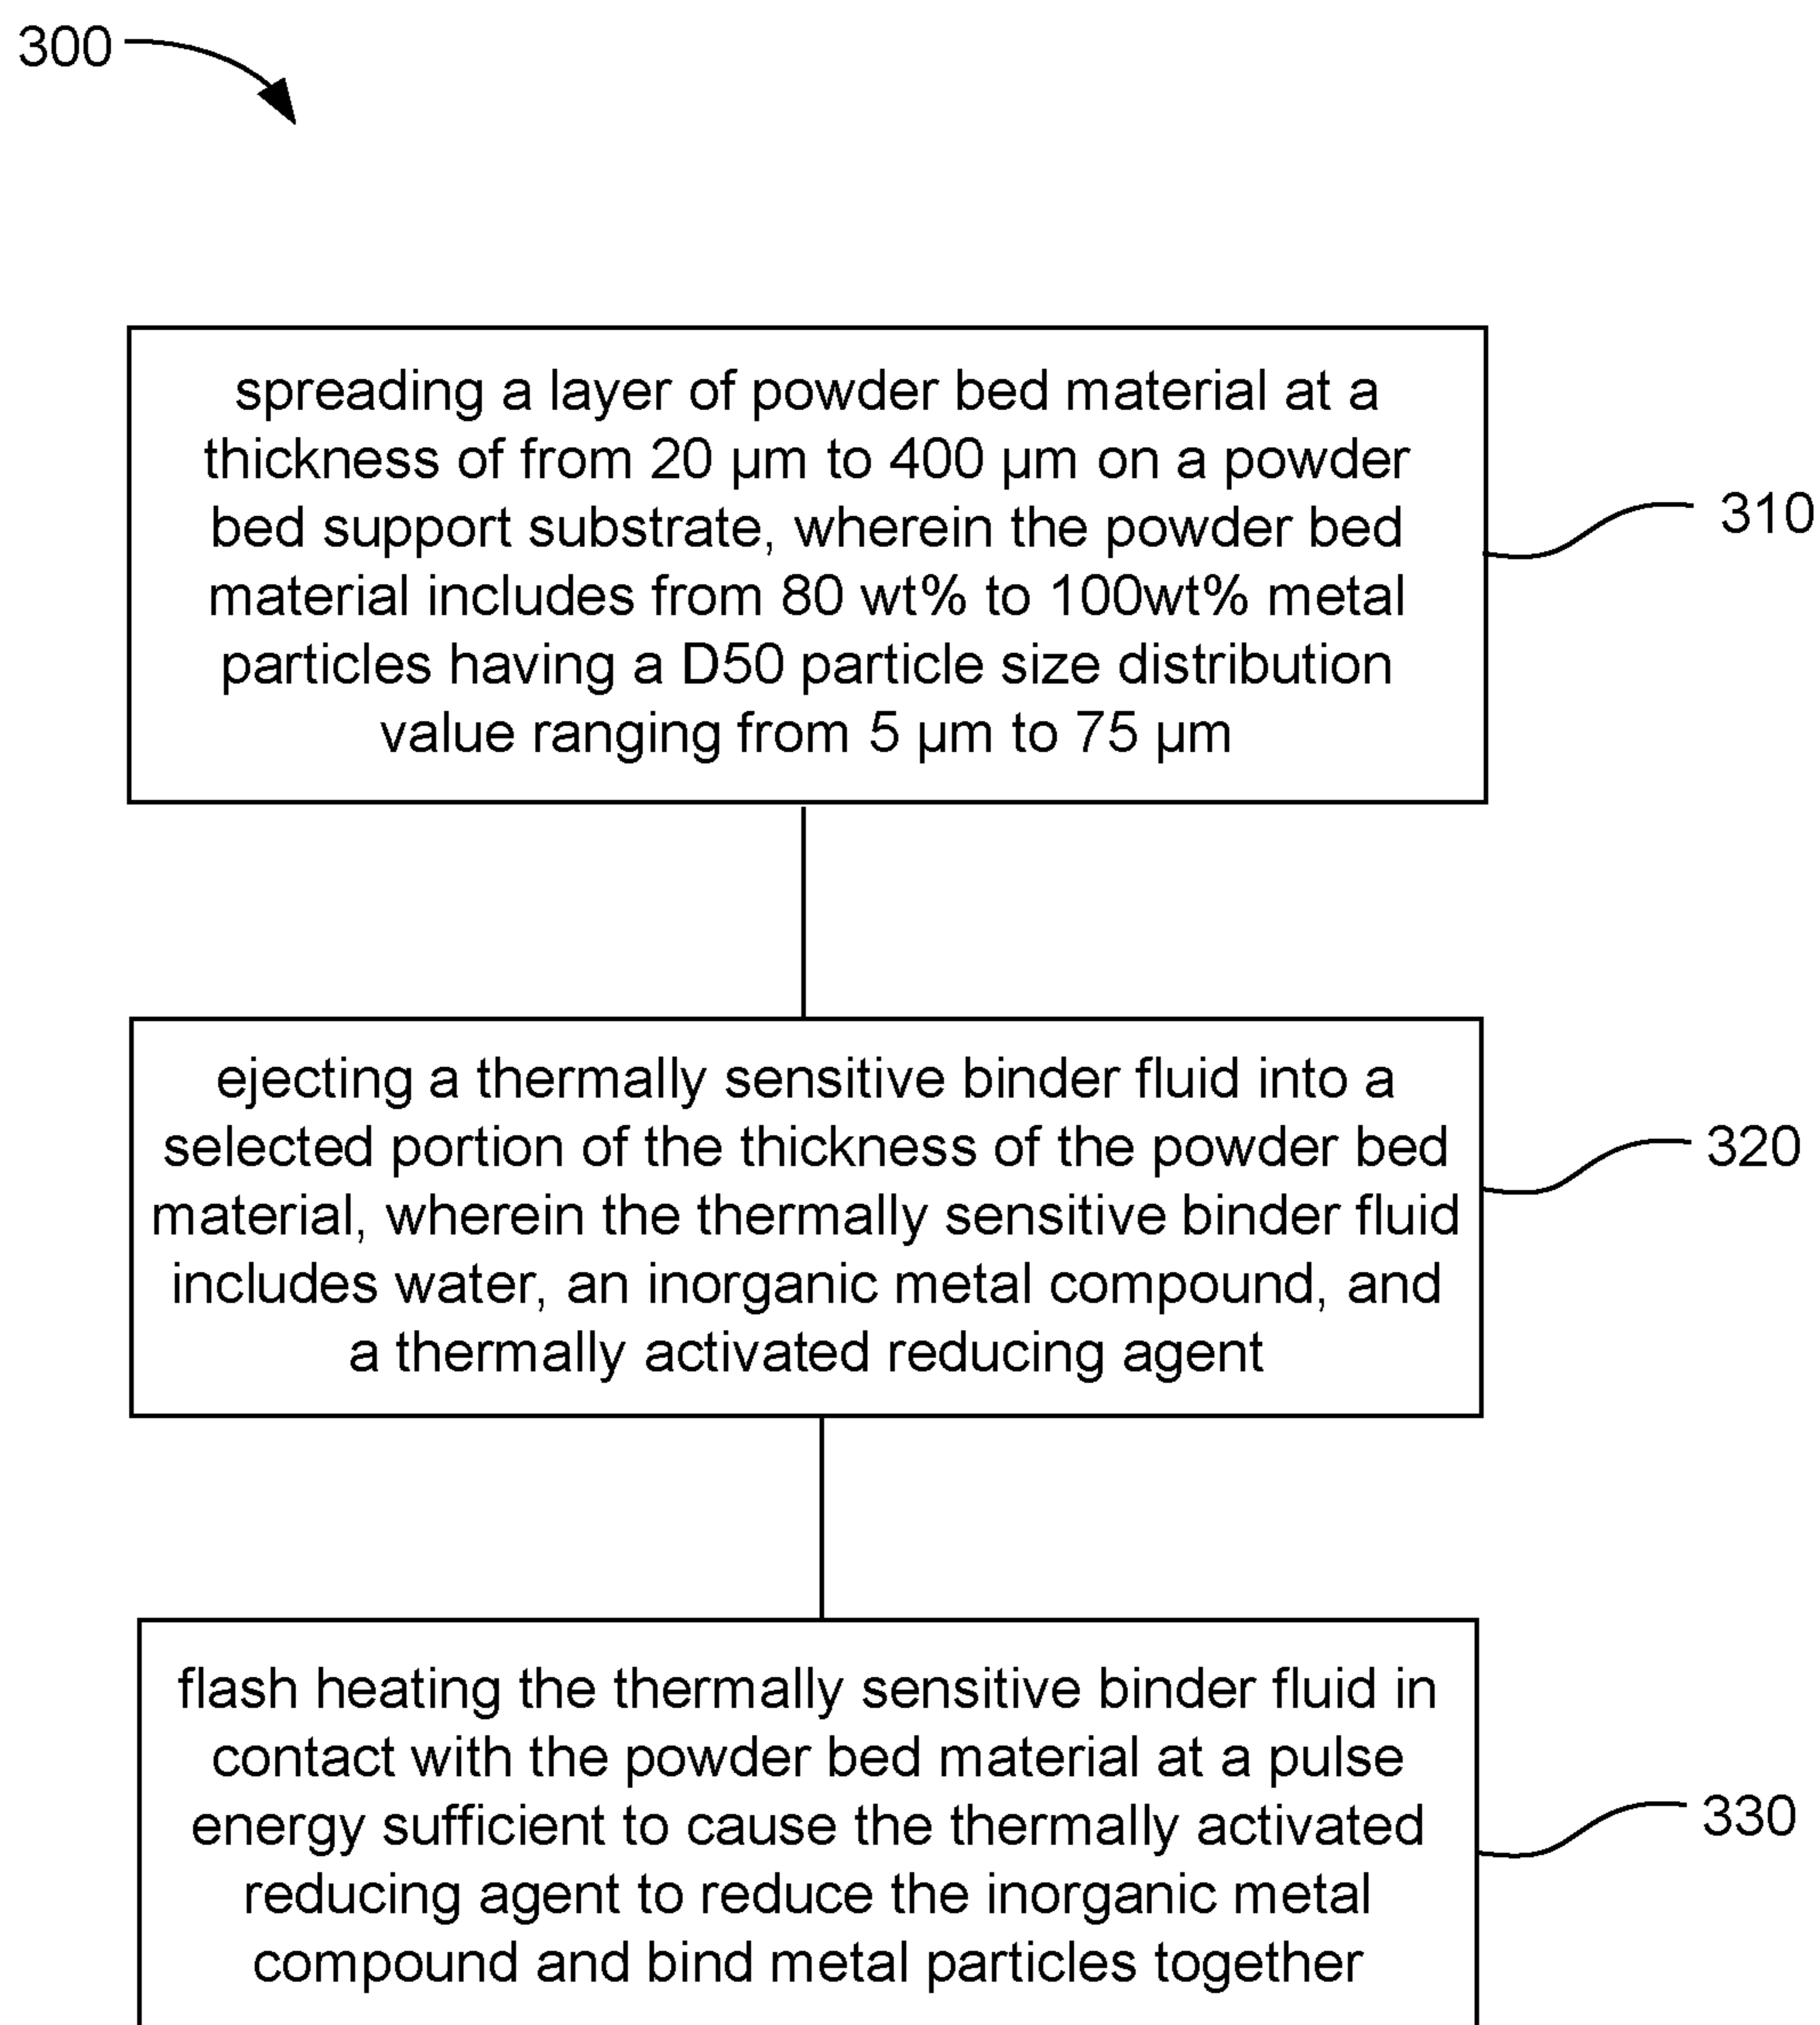 300
spreading a layer of powder bed material at a
thickness of from 20 µm to 400 µm on a powder
bed support substrate, wherein the powder bed
material includes from 80 wt% to 100wt% metal
particles having a D50 particle size distribution
value ranging from 5 µm to 75 µm
310
ejecting a thermally sensitive binder fluid into a
selected portion of the thickness of the powder bed
material, wherein the thermally sensitive binder fluid
includes water, an inorganic metal compound, and
a thermally activated reducing agent
320
flash heating the thermally sensitive binder fluid in
contact with the powder bed material at a pulse
energy sufficient to cause the thermally activated
reducing agent to reduce the inorganic metal
compound and bind metal particles together
330